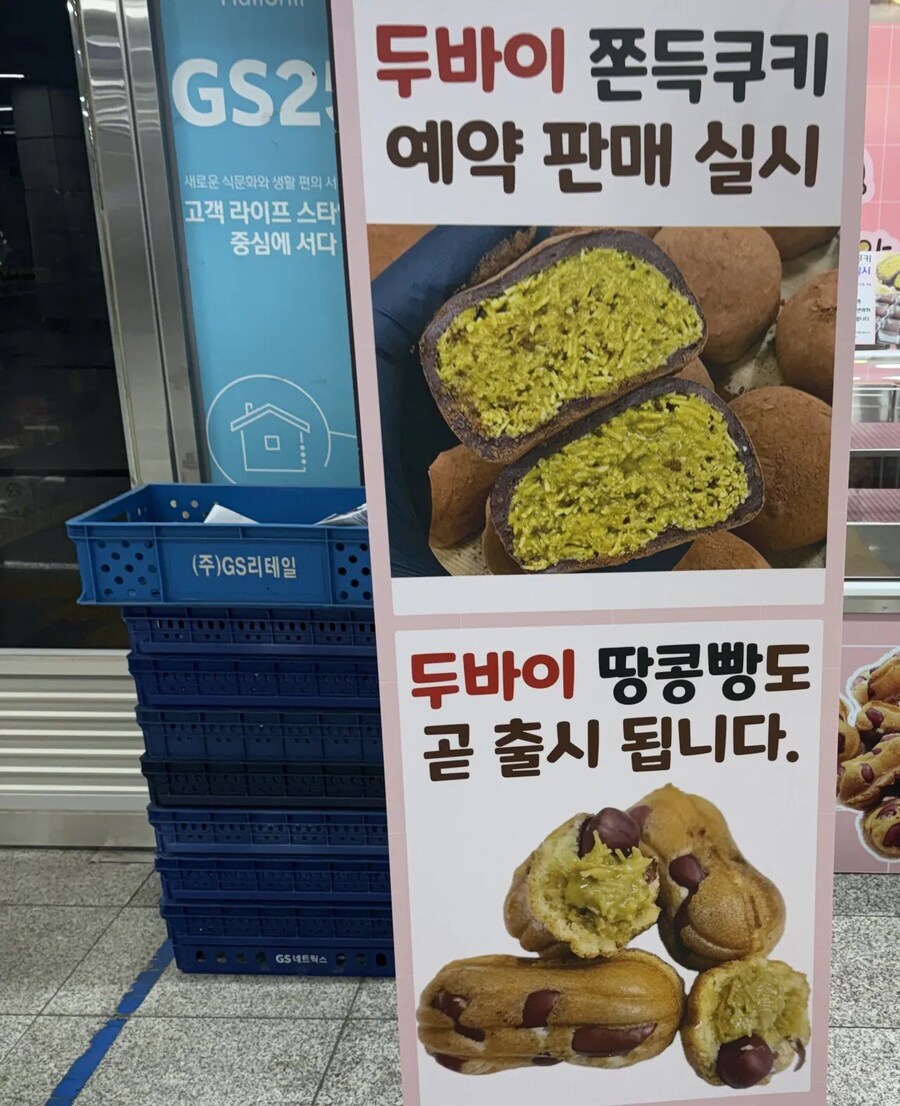 GS25
새로운 식문화와 생활 편의 서
고객 라이프 스타
중심에 서다
(주)GS리테일
GS네트웍스
두바이 쫀득쿠키
예약 판매 실시
두바이 땅콩빵도
곧 출시 됩니다.